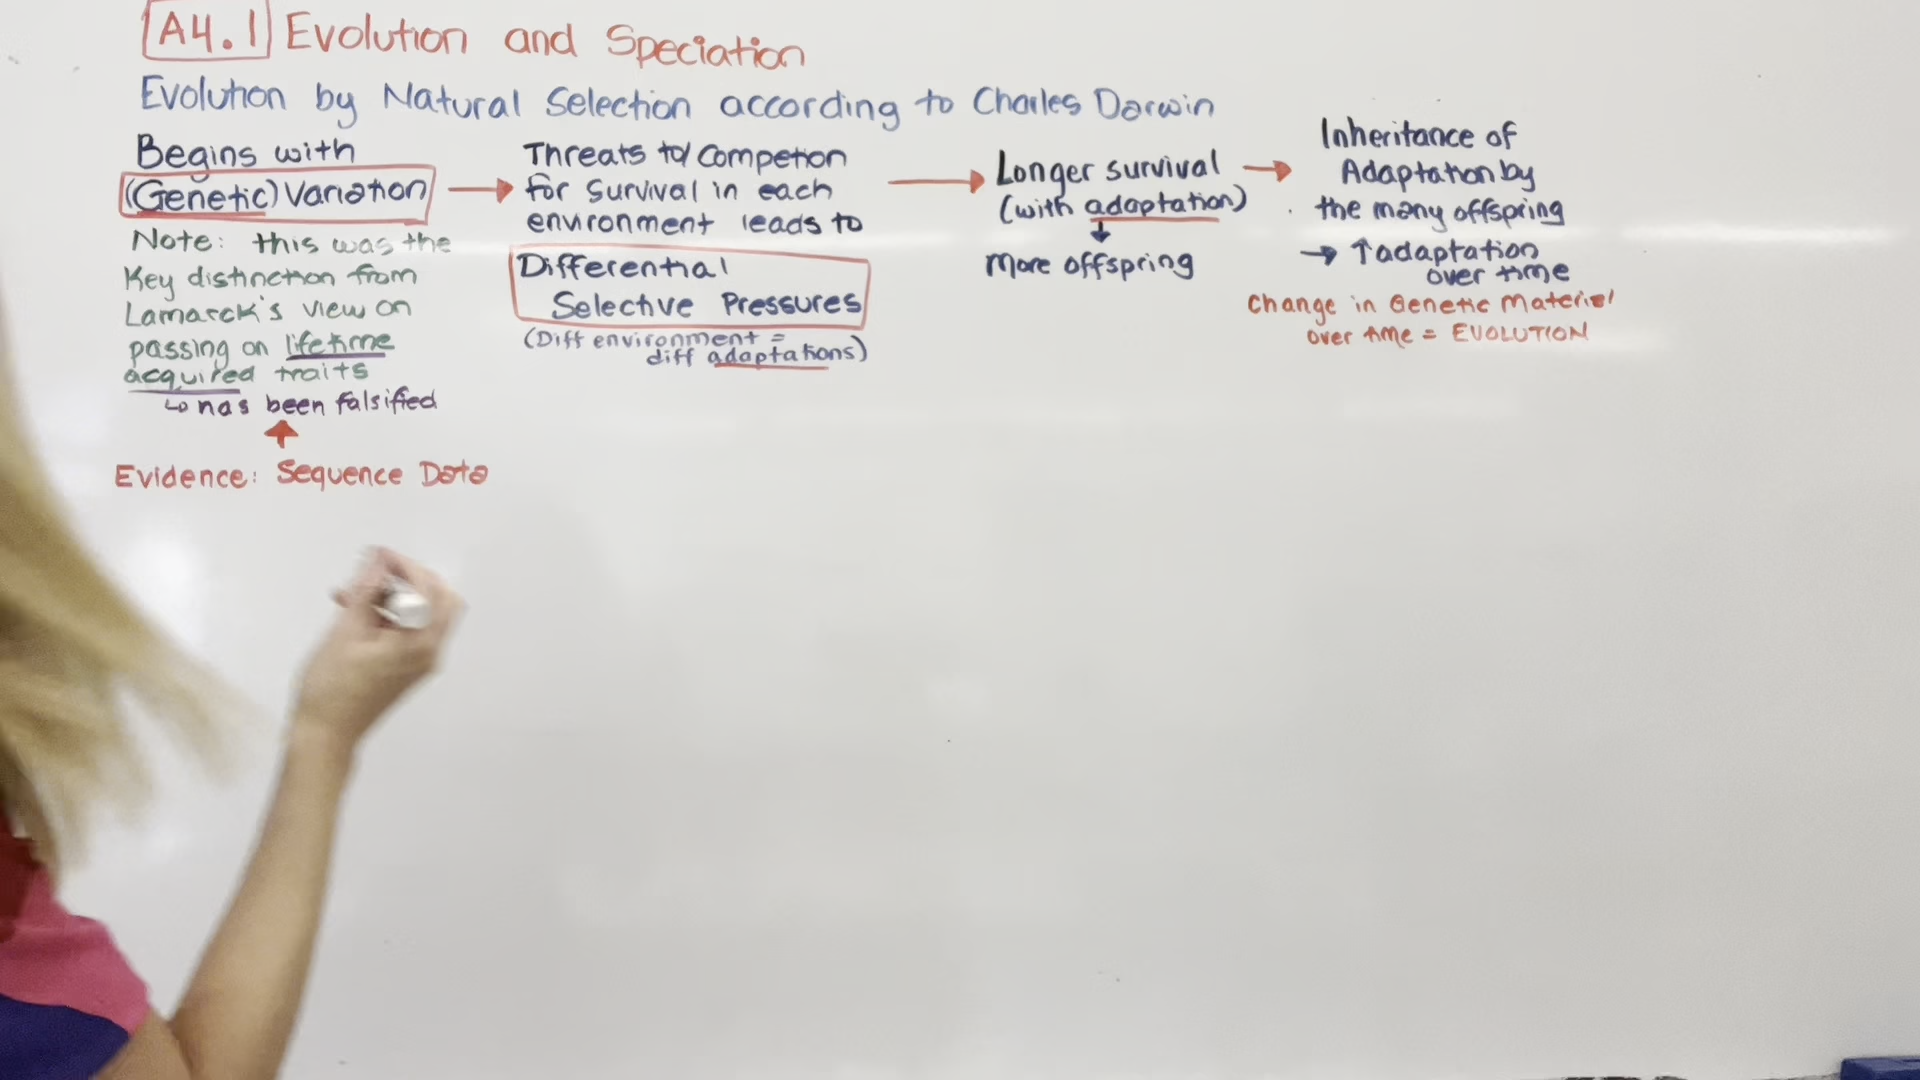 A4.1 Evolution and Speciation
Evolution by Natural Selection according to Charles Darwin
Begins with
(Genetic) Variation
Note: this was the
Key distinction from
Lamarck's view on
passing on lifetime
acquired traits
↳ has been falsified
Evidence: Sequence Data
Threats to/Competion
for survival in each
environment leads to
Differential
Selective Pressures
(Diff environment =
diff adaptations)
Longer survival
(with adaptation)
More offspring
Inheritance of
Adaptation by
the many offspring
→ ↑adaptation
over time
Change in Genetic Material
over time = EVOLUTION